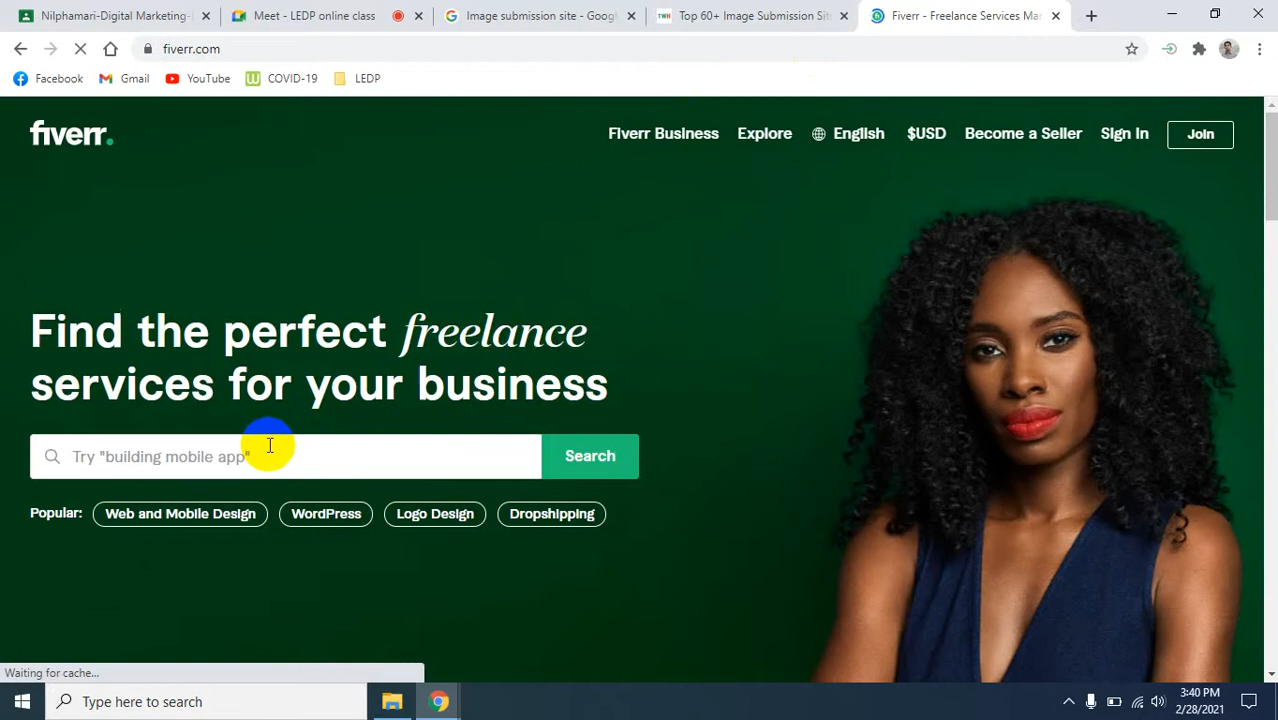 Nilphamari-Digital Marketing-
Meet - LEDP online class
Image submission site - Goog
TWH
Top 60+ Image Submission Sit
Fiverr - Freelance Services Mar
fiverr.com
Facebook
Gmail
YouTube
COVID-19
LEDP
fiverr.
Fiverr Business
Explore
English
$USD
Become a Seller
Sign In
Join
Find the perfect freelance
services for your business
Try "building mobile app"
Search
Popular:
Web and Mobile Design
WordPress
Logo Design
Dropshipping
Waiting for cache...
Type here to search
3:40 PM
2/28/2021